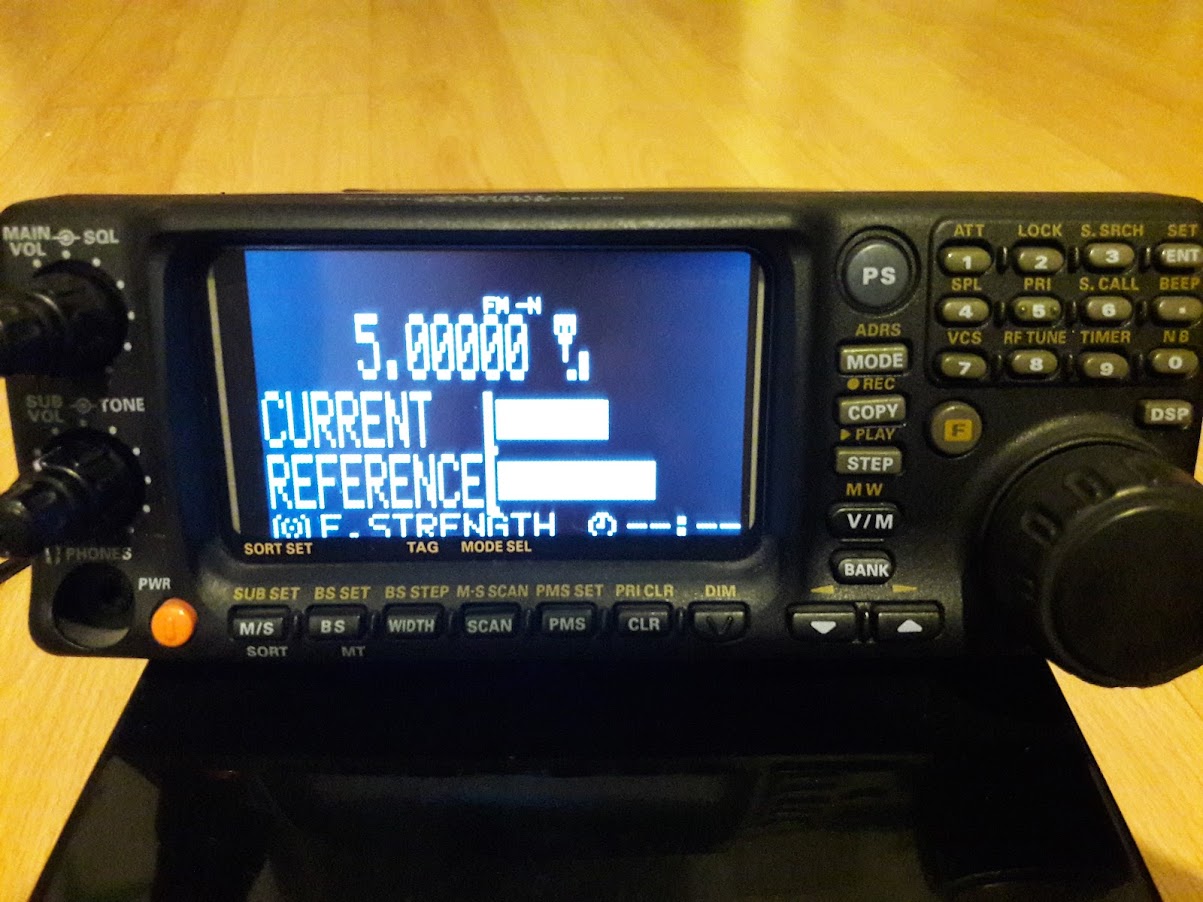 MAIN VOL SQL
ATT LOCK S. SRCH SET
1 2 3 ENT
SPL PRI S. CALL BEEP
4 5 6 .
VCS RF TUNE TIMER NB
7 8 9 0
PS
ADRS
MODE
REC
COPY
PLAY
STEP
MW
V/M
BANK
F
DSP
FM-N
5.00000
CURRENT
REFERENCE
F.STRENGTH --:--
SUB VOL TONE
PHONES
PWR
SORT SET TAG MODE SEL
SUB SET BS SET BS STEP M-S SCAN PMS SET PRI CLR DIM
M/S BS WIDTH SCAN PMS CLR
SORT MT